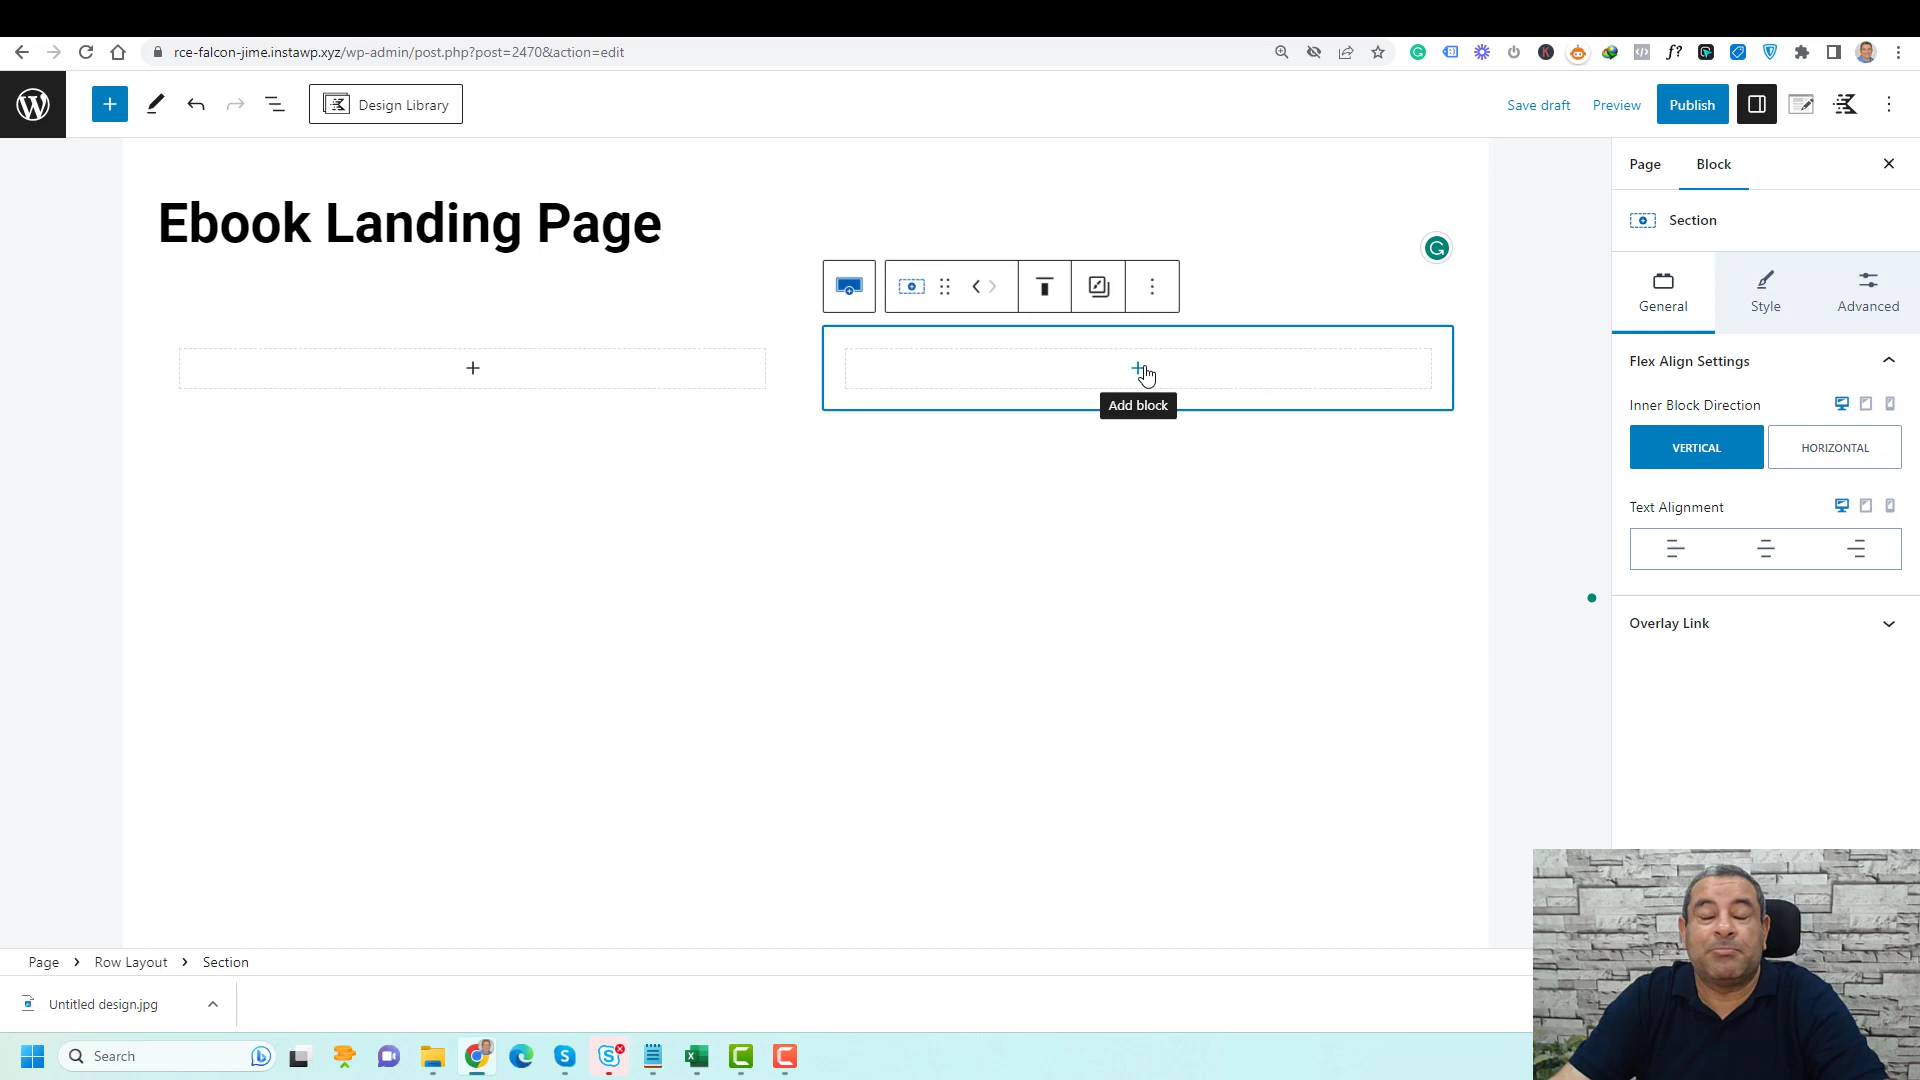 rce-falcon-jime.instawp.xyz/wp-admin/post.php?post=2470&action=edit
Design Library
Save draft
Preview
Publish
Page
Block
Ebook Landing Page
Section
General
Style
Advanced
Flex Align Settings
Inner Block Direction
Add block
VERTICAL
HORIZONTAL
Text Alignment
Overlay Link
Page > Row Layout > Section
Untitled design.jpg
Search